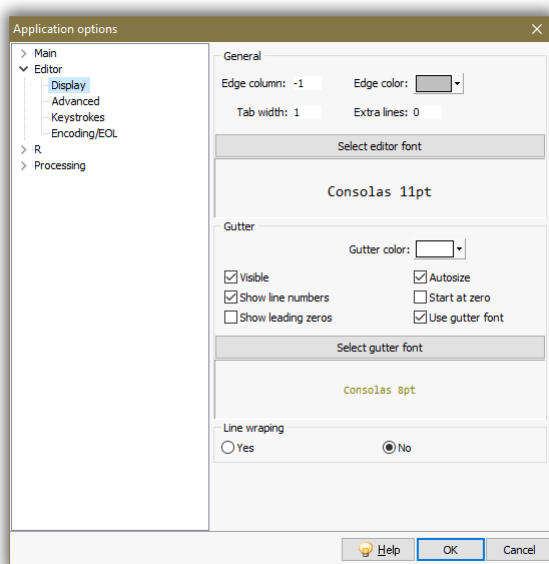 Application options
Main
Editor
Display
Advanced
Keystrokes
Encoding/EOL
R
Processing
General
Edge column: -1 Edge color:
Tab width: 1 Extra lines: 0
Select editor font
Consolas 11pt
Gutter
Gutter color:
Visible Autosize
Show line numbers Start at zero
Show leading zeros Use gutter font
Select gutter font
Consolas 8pt
Line wraping
Yes No
Help OK Cancel